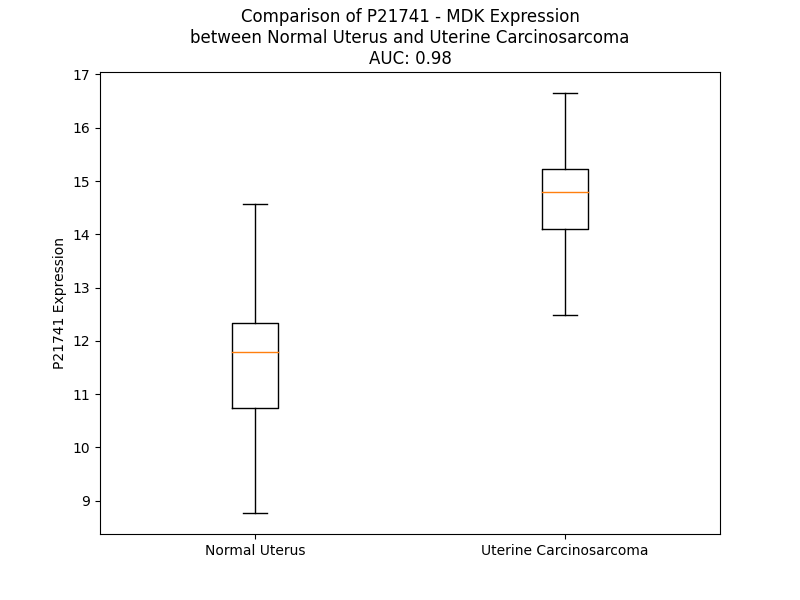 Comparison of P21741 - MDK Expression
between Normal Uterus and Uterine Carcinosarcoma
AUC: 0.98
17
16
15
14
13
12
11
10
9
P21741 Expression
Normal Uterus
Uterine Carcinosarcoma